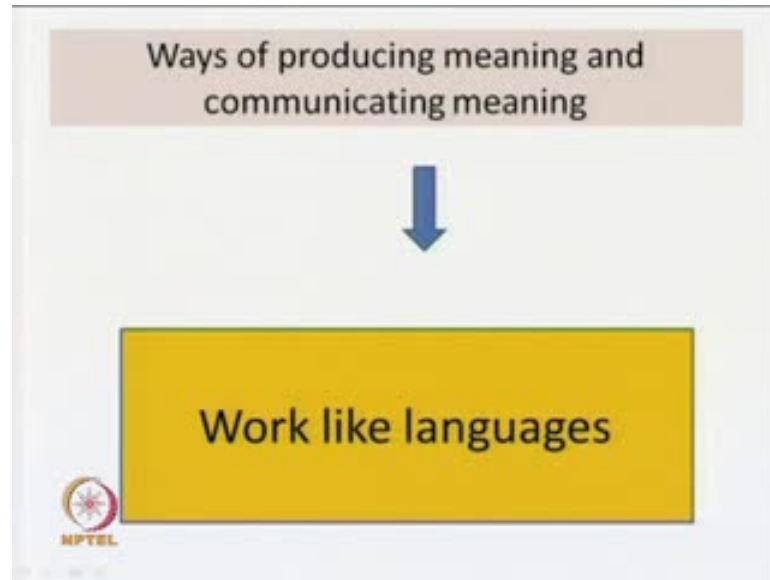 Ways of producing meaning and
communicating meaning
Work like languages
NPTEL